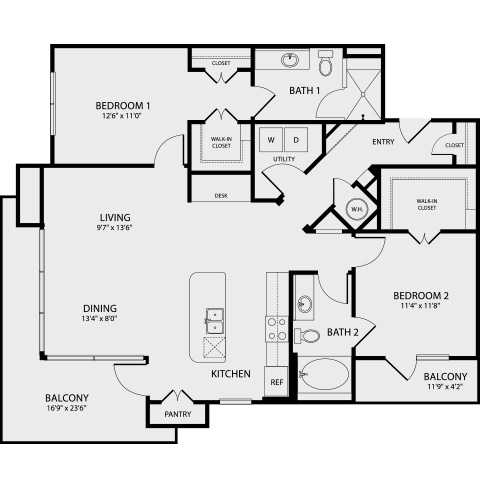 CLOSET
BATH 1
BEDROOM 1
12'6" x 11'0"
WALK-IN
CLOSET
W D
UTILITY
ENTRY
CLOSET
DESK
W.H.
WALK-IN
CLOSET
LIVING
9'7" x 13'6"
DINING
13'4" x 8'0"
BEDROOM 2
11'4" x 11'8"
BATH 2
KITCHEN
REF
BALCONY
11'9" x 4'2"
BALCONY
16'9" x 23'6"
PANTRY